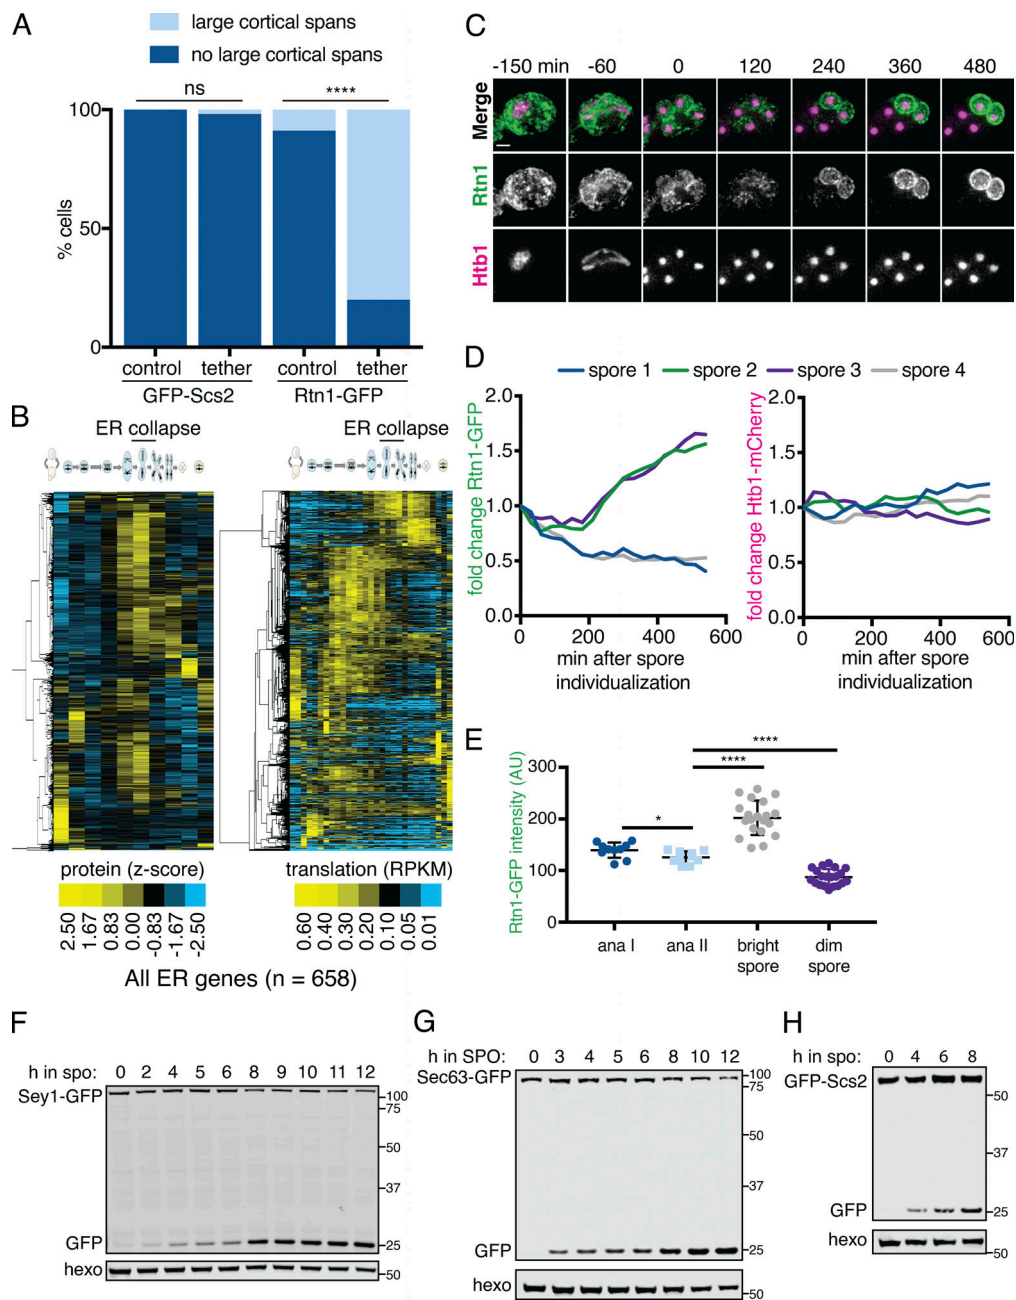 A
large cortical spans
no large cortical spans
ns
****
100
50
0
% cells
control
tether
control
tether
GFP-Scs2
Rtn1-GFP
B
ER collapse
ER collapse
protein (z-score)
translation (RPKM)
2.50
1.67
0.83
0.00
-0.83
-1.67
-2.50
0.60
0.40
0.30
0.20
0.10
0.05
0.01
All ER genes (n = 658)
C
-150 min
-60
0
120
240
360
480
Merge
Rtn1
Htb1
D
spore 1
spore 2
spore 3
spore 4
fold change Rtn1-GFP
2.0
1.5
1.0
0.5
0.0
0
200
400
600
min after spore
individualization
fold change Htb1-mCherry
2.0
1.5
1.0
0.5
0.0
0
200
400
600
min after spore
individualization
E
****
****
*
Rtn1-GFP intensity (AU)
300
200
100
0
ana I
ana II
bright
spore
dim
spore
F
h in spo: 0 2 4 5 6 8 9 10 11 12
Sey1-GFP
100
75
50
37
GFP
25
hexo
50
G
h in SPO: 0 3 4 5 6 8 10 12
Sec63-GFP
100
75
50
37
GFP
25
hexo
50
H
h in spo: 0 4 6 8
GFP-Scs2
50
37
GFP
25
hexo
50